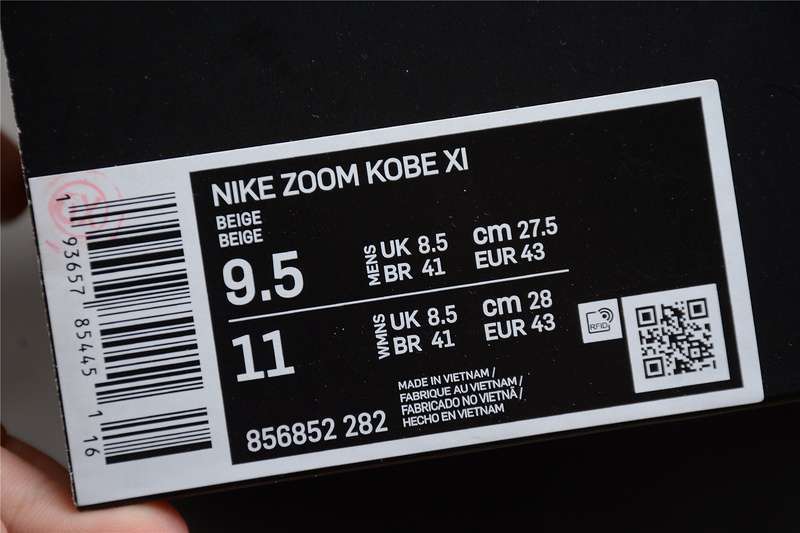 NIKE ZOOM KOBE XI
BEIGE
BEIGE
9.5
MENS
UK 8.5
BR 41
cm 27.5
EUR 43
11
WMNS
UK 8.5
BR 41
cm 28
EUR 43
RFID
856852 282
MADE IN VIETNAM /
FABRIQUE AU VIETNAM /
FABRICADO NO VIETNÃ /
HECHO EN VIETNAM
1 93657 85445 1 16